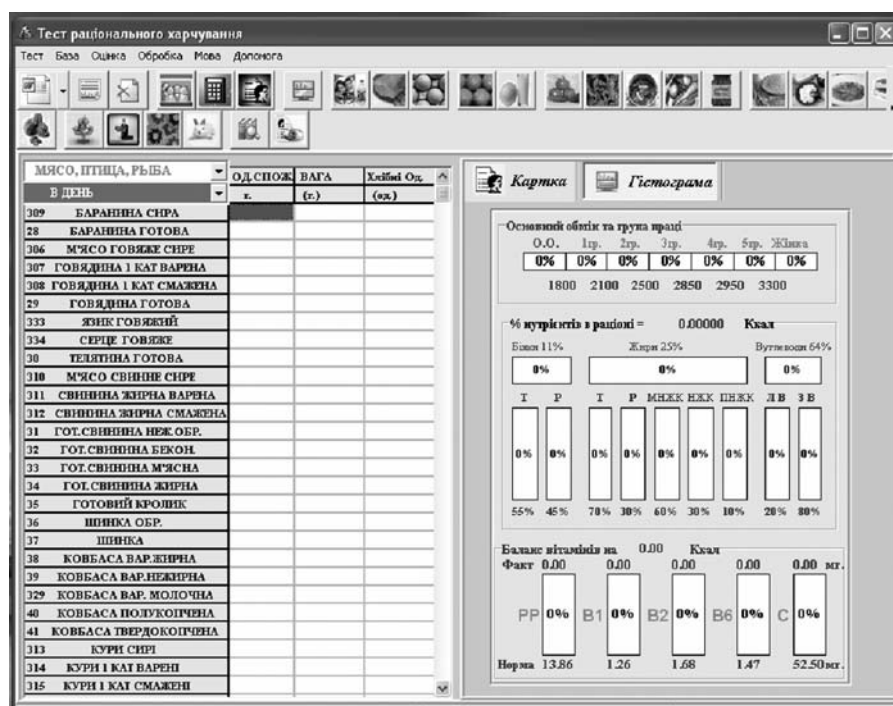 Тест раціонального харчування
Тест База Оцінка Обробка Мова Допомога
МЯСО, ПТИЦА, РЫБА
ОД.СПОЖ. ВАГА Хлібні Од.
В ДЕНЬ г. (г.) (од.)
309 БАРАНИНА СИРА
28 БАРАНИНА ГОТОВА
306 М'ЯСО ГОВЯЖЕ СИРЕ
307 ГОВЯДИНА 1 КАТ ВАРЕНА
308 ГОВЯДИНА 1 КАТ СМАЖЕНА
29 ГОВЯДИНА ГОТОВА
333 ЯЗИК ГОВЯЖИЙ
334 СЕРЦЕ ГОВЯЖЕ
30 ТЕЛЯТИНА ГОТОВА
310 М'ЯСО СВИННЕ СИРЕ
311 СВИНИНА ЖИРНА ВАРЕНА
312 СВИНИНА ЖИРНА СМАЖЕНА
31 ГОТ.СВИНИНА НЕЖ.ОБР.
32 ГОТ.СВИНИНА БЕКОН.
33 ГОТ.СВИНИНА М'ЯСНА
34 ГОТ.СВИНИНА ЖИРНА
35 ГОТОВИЙ КРОЛИК
36 ШИНКА ОБР.
37 ШИНКА
38 КОВБАСА ВАР.ЖИРНА
39 КОВБАСА ВАР.НЕЖИРНА
329 КОВБАСА ВАР. МОЛОЧНА
40 КОВБАСА ПОЛУКОПЧЕНА
41 КОВБАСА ТВЕРДОКОПЧЕНА
313 КУРИ СИРІ
314 КУРИ 1 КАТ ВАРЕНІ
315 КУРИ 1 КАТ СМАЖЕНІ
Картка Гістограма
Основний обмін та група праці
О.О. 1гр. 2гр. 3гр. 4гр. 5гр. Жінка
0% 0% 0% 0% 0% 0% 0%
1800 2100 2500 2850 2950 3300
% нутрієнтів в раціоні = 0.00000 Ккал
Білки 11% Жири 25% Вуглеводи 64%
0% 0% 0%
Т Р Т Р МНЖК НЖК ПНЖК ЛВ ЗВ
0% 0% 0% 0% 0% 0% 0% 0% 0%
55% 45% 70% 30% 60% 30% 10% 20% 80%
Баланс вітамінів на 0.00 Ккал
Факт 0.00 0.00 0.00 0.00 0.00 мг.
PP 0% B1 0% B2 0% B6 0% C 0%
Норма 13.86 1.26 1.68 1.47 52.50 мг.